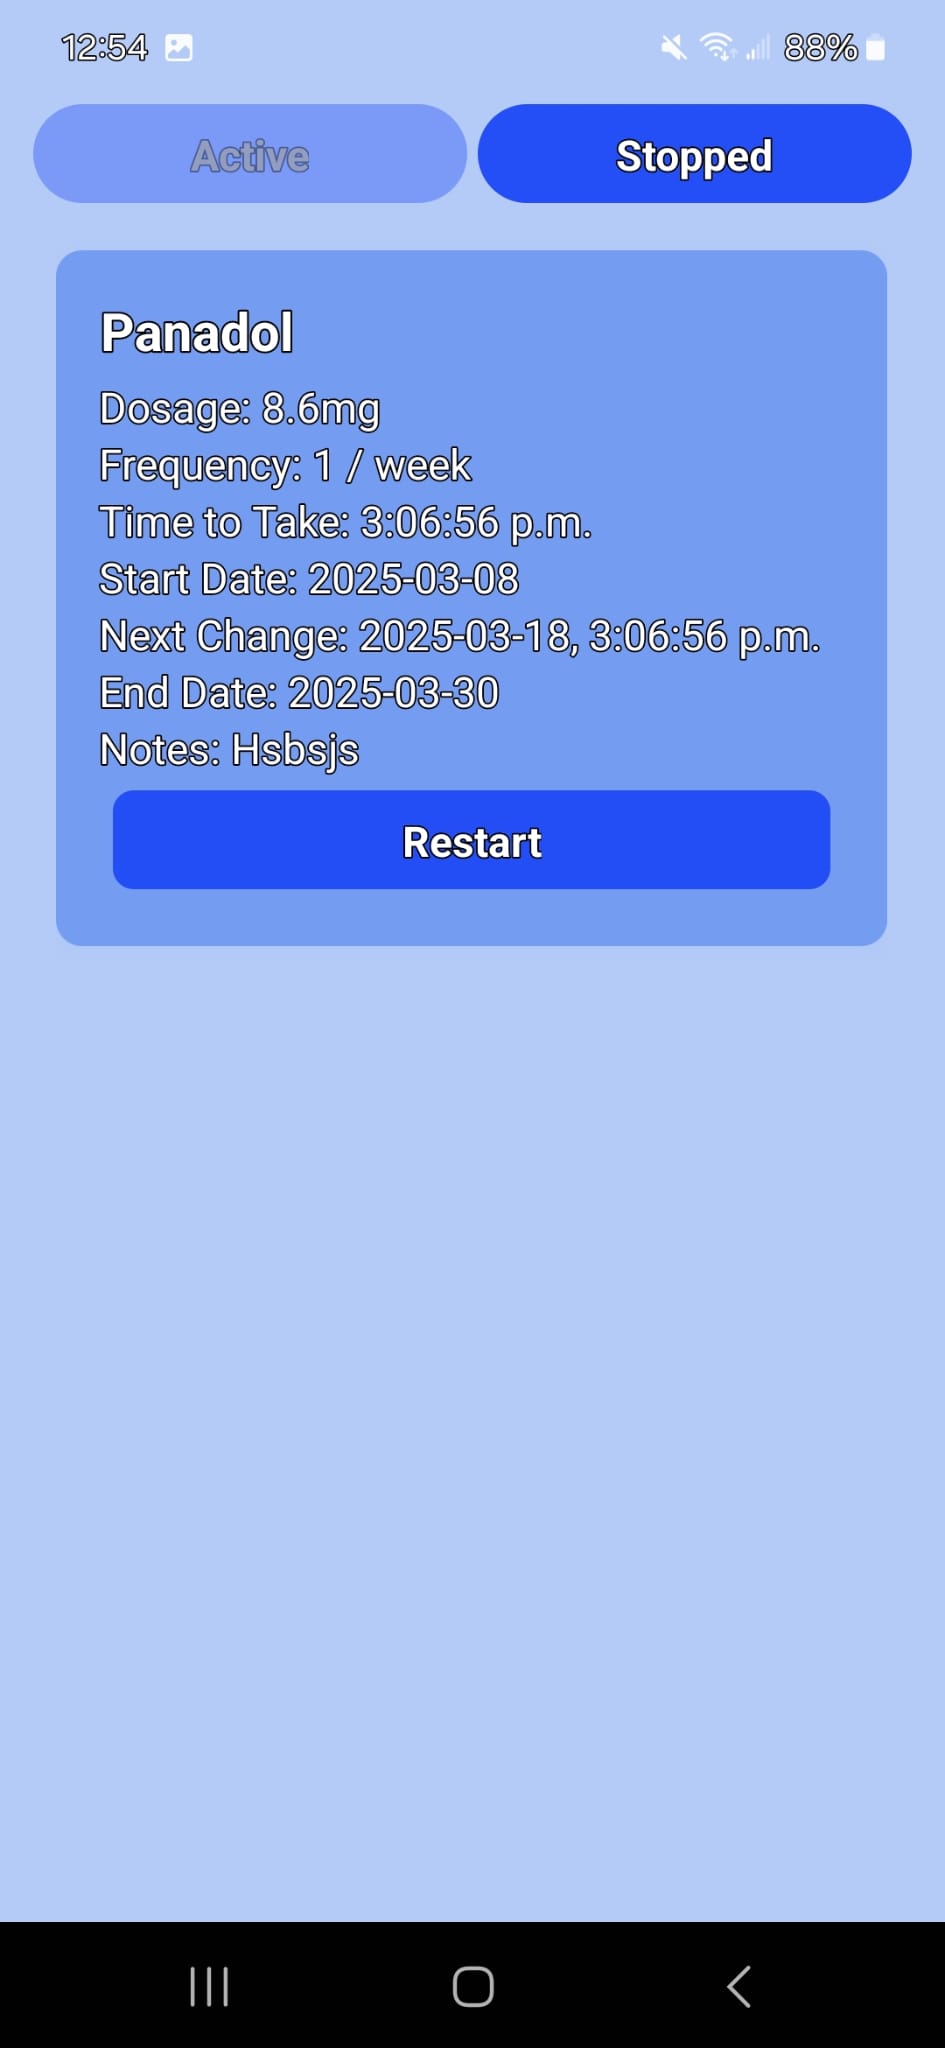 12:54
88%
Active
Stopped
Panadol
Dosage: 8.6mg
Frequency: 1 / week
Time to Take: 3:06:56 p.m.
Start Date: 2025-03-08
Next Change: 2025-03-18, 3:06:56 p.m.
End Date: 2025-03-30
Notes: Hsbsjs
Restart